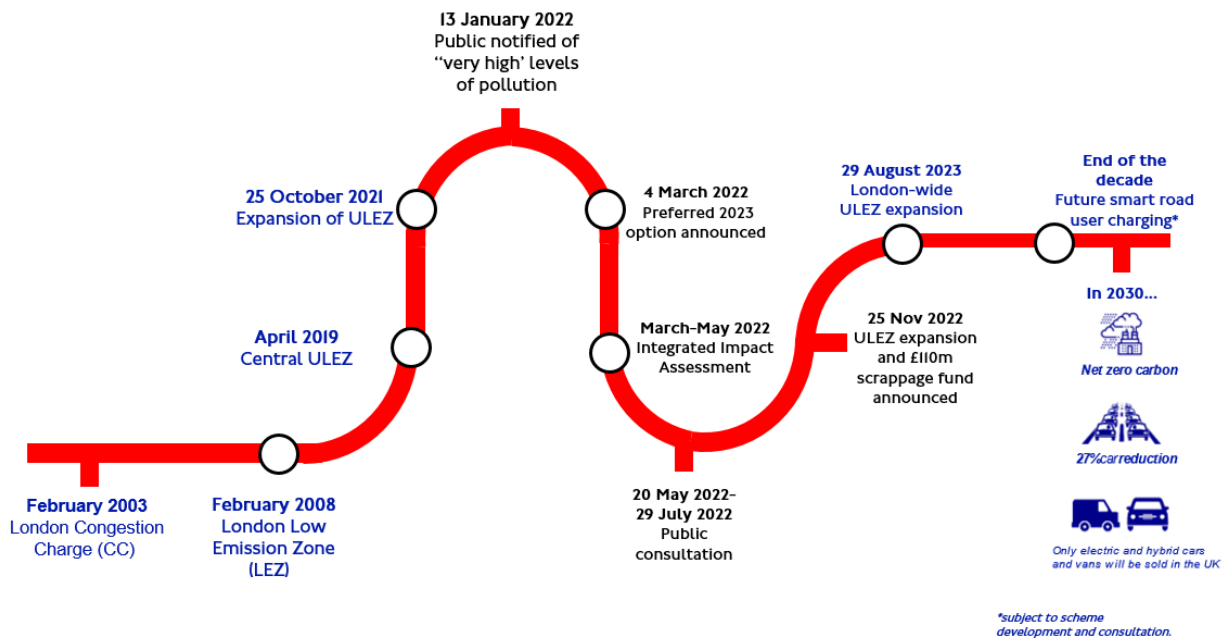 February 2003
London Congestion
Charge (CC)
February 2008
London Low
Emission Zone
(LEZ)
April 2019
Central ULEZ
25 October 2021
Expansion of ULEZ
13 January 2022
Public notified of
“very high’ levels
of pollution
4 March 2022
Preferred 2023
option announced
March-May 2022
Integrated Impact
Assessment
20 May 2022-
29 July 2022
Public
consultation
25 Nov 2022
ULEZ expansion
and £110m
scrappage fund
announced
29 August 2023
London-wide
ULEZ expansion
End of the
decade
Future smart road
user charging*
In 2030...
Net zero carbon
27%carreduction
Only electric and hybrid cars
and vans will be sold in the UK
*subject to scheme
development and consultation.